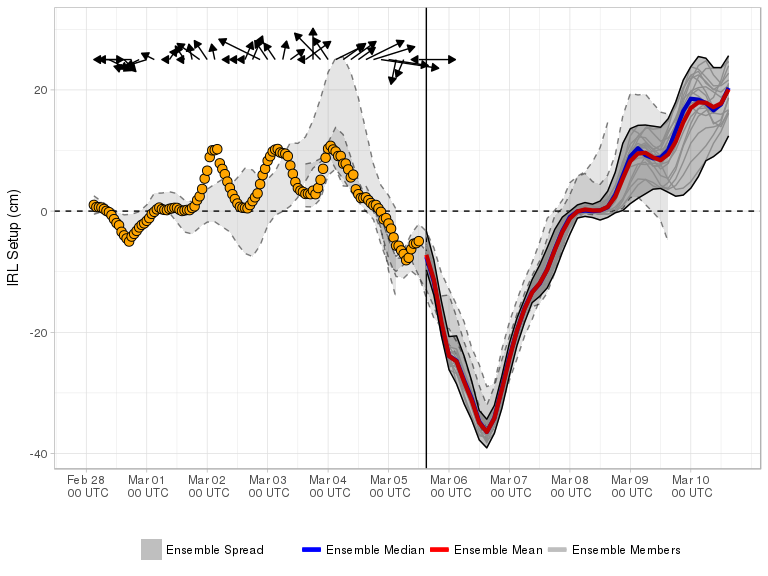 IRL Setup (cm)
20
0
-20
-40
Feb 28 Mar 01 Mar 02 Mar 03 Mar 04 Mar 05 Mar 06 Mar 07 Mar 08 Mar 09 Mar 10
00 UTC 00 UTC 00 UTC 00 UTC 00 UTC 00 UTC 00 UTC 00 UTC 00 UTC 00 UTC 00 UTC
Ensemble Spread Ensemble Median Ensemble Mean Ensemble Members